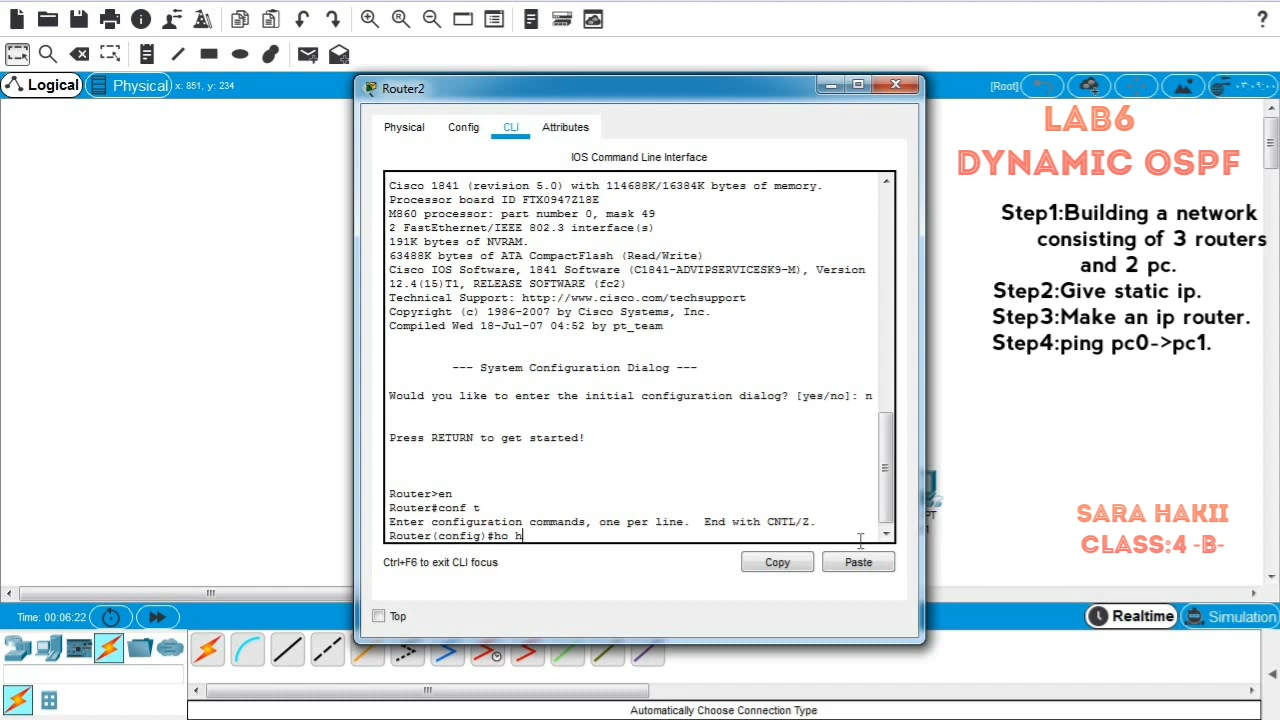 Logical
Physical
x: 851, y: 234
[Root]
Router2
Physical
Config
CLI
Attributes
IOS Command Line Interface
Cisco 1841 (revision 5.0) with 114688K/16384K bytes of memory.
Processor board ID FTX0947Z18E
M860 processor: part number 0, mask 49
2 FastEthernet/IEEE 802.3 interface(s)
191K bytes of NVRAM.
63488K bytes of ATA CompactFlash (Read/Write)
Cisco IOS Software, 1841 Software (C1841-ADVIPSERVICESK9-M), Version
12.4(15)T1, RELEASE SOFTWARE (fc2)
Technical Support: http://www.cisco.com/techsupport
Copyright (c) 1986-2007 by Cisco Systems, Inc.
Compiled Wed 18-Jul-07 04:52 by pt_team
--- System Configuration Dialog ---
Would you like to enter the initial configuration dialog? [yes/no]: n
Press RETURN to get started!
Router>en
Router#conf t
Enter configuration commands, one per line.  End with CNTL/Z.
Router(config)#ho h
Ctrl+F6 to exit CLI focus
Copy
Paste
Top
LAB6
DYNAMIC OSPF
Step1:Building a network
consisting of 3 routers
and 2 pc.
Step2:Give static ip.
Step3:Make an ip router.
Step4:ping pc0->pc1.
PT
1
SARA HAKII
CLASS:4 -B-
Time: 00:06:22
Realtime
Simulation
Automatically Choose Connection Type